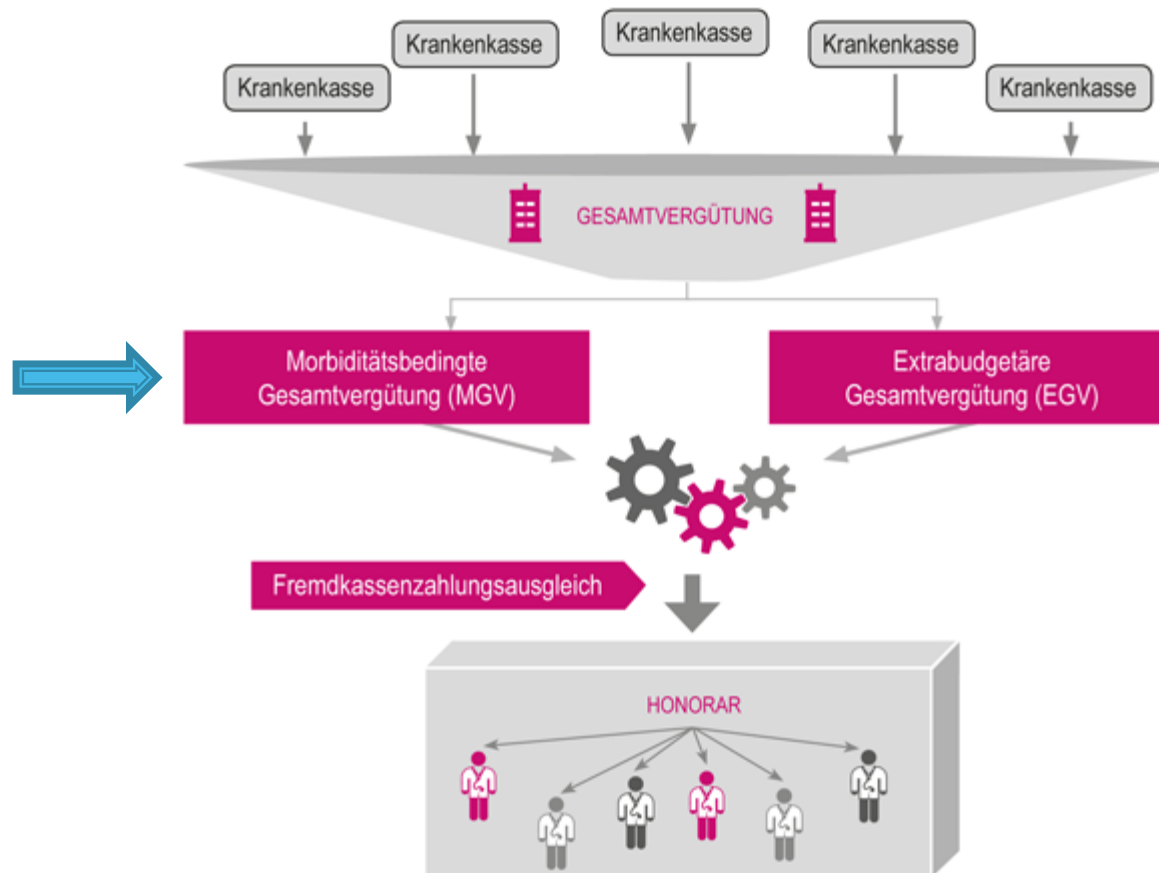 Krankenkasse
Krankenkasse
Krankenkasse
Krankenkasse
Krankenkasse
GESAMTVERGÜTUNG
Morbiditätsbedingte
Gesamtvergütung (MGV)
Extrabudgetäre
Gesamtvergütung (EGV)
Fremdkassenzahlungsausgleich
HONORAR